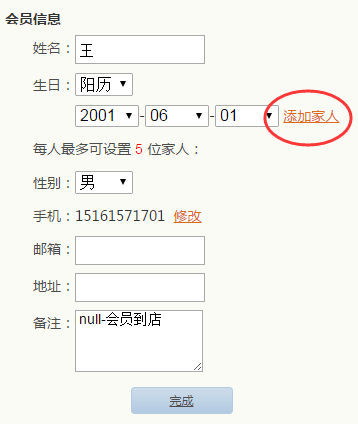 会员信息
姓名：王
生日：阳历
2001-06-01 添加家人
每人最多可设置 5 位家人：
性别：男
手机：15161571701 修改
邮箱：
地址：
备注：null-会员到店
完成